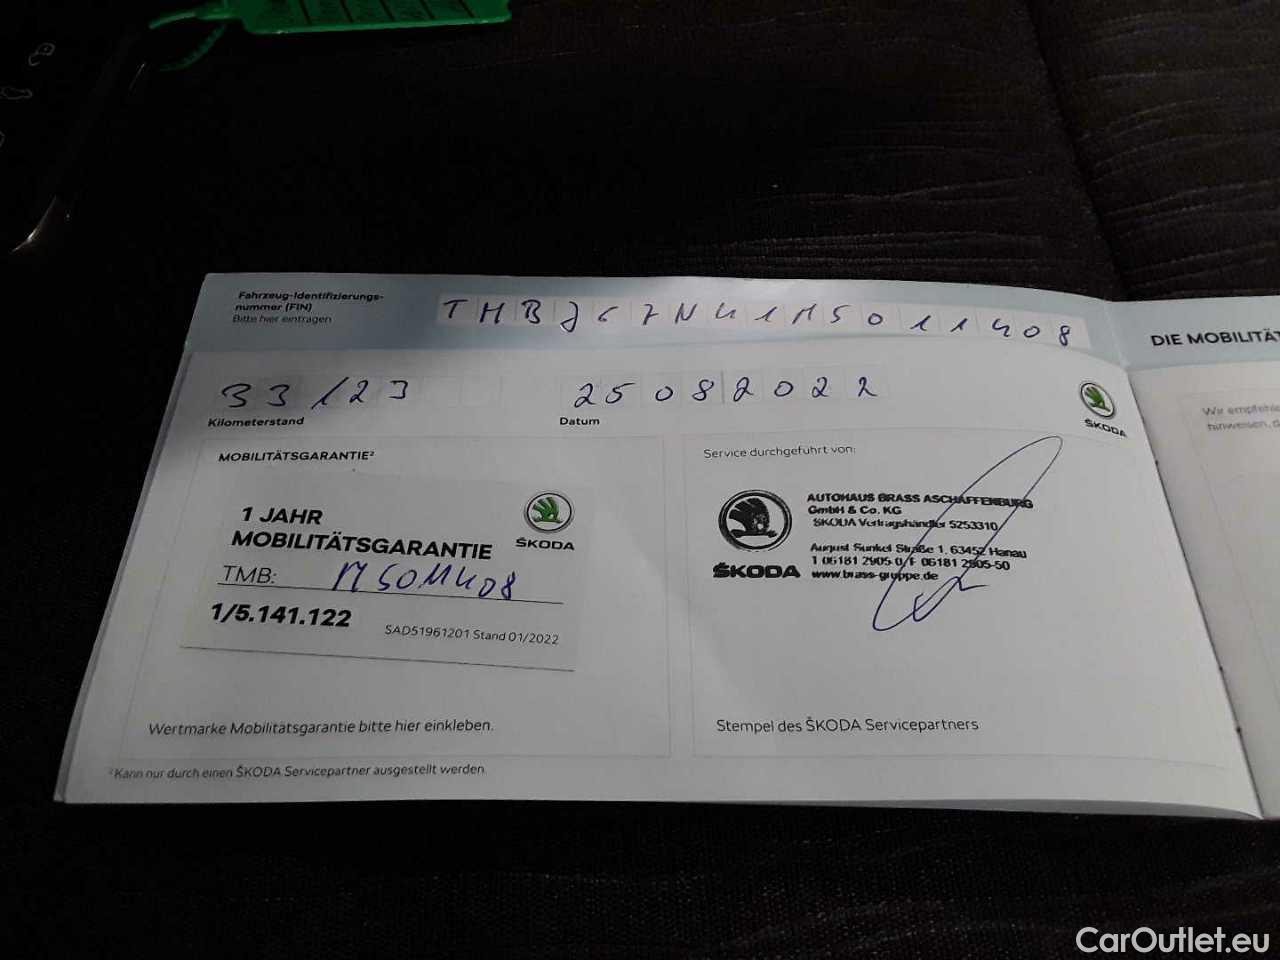 Fahrzeug-Identifizierungs-
nummer (FIN)
Bitte hier eintragen
33123
Kilometerstand
25082022
Datum
ŠKODA
MOBILITÄTSGARANTIE²
1 JAHR
MOBILITÄTSGARANTIE
ŠKODA
TMB: M5011408
1/5.141.122
SAD51961201 Stand 01/2022
Wertmarke Mobilitätsgarantie bitte hier einkleben.
²Kann nur durch einen ŠKODA Servicepartner ausgestellt werden.
Service durchgeführt von:
ŠKODA
AUTOHAUS BRASS ASCHAFFENBURG
GmbH & Co. KG
ŠKODA Vertragshändler 5253310
August Sunkel Straße 1, 63452 Hanau
T 06181 2905-0/F 06181 2905-50
www.brass-gruppe.de
Stempel des ŠKODA Servicepartners
DIE MOBILITÄT
Wir empfehle
hinweisen, d
CarOutlet.eu